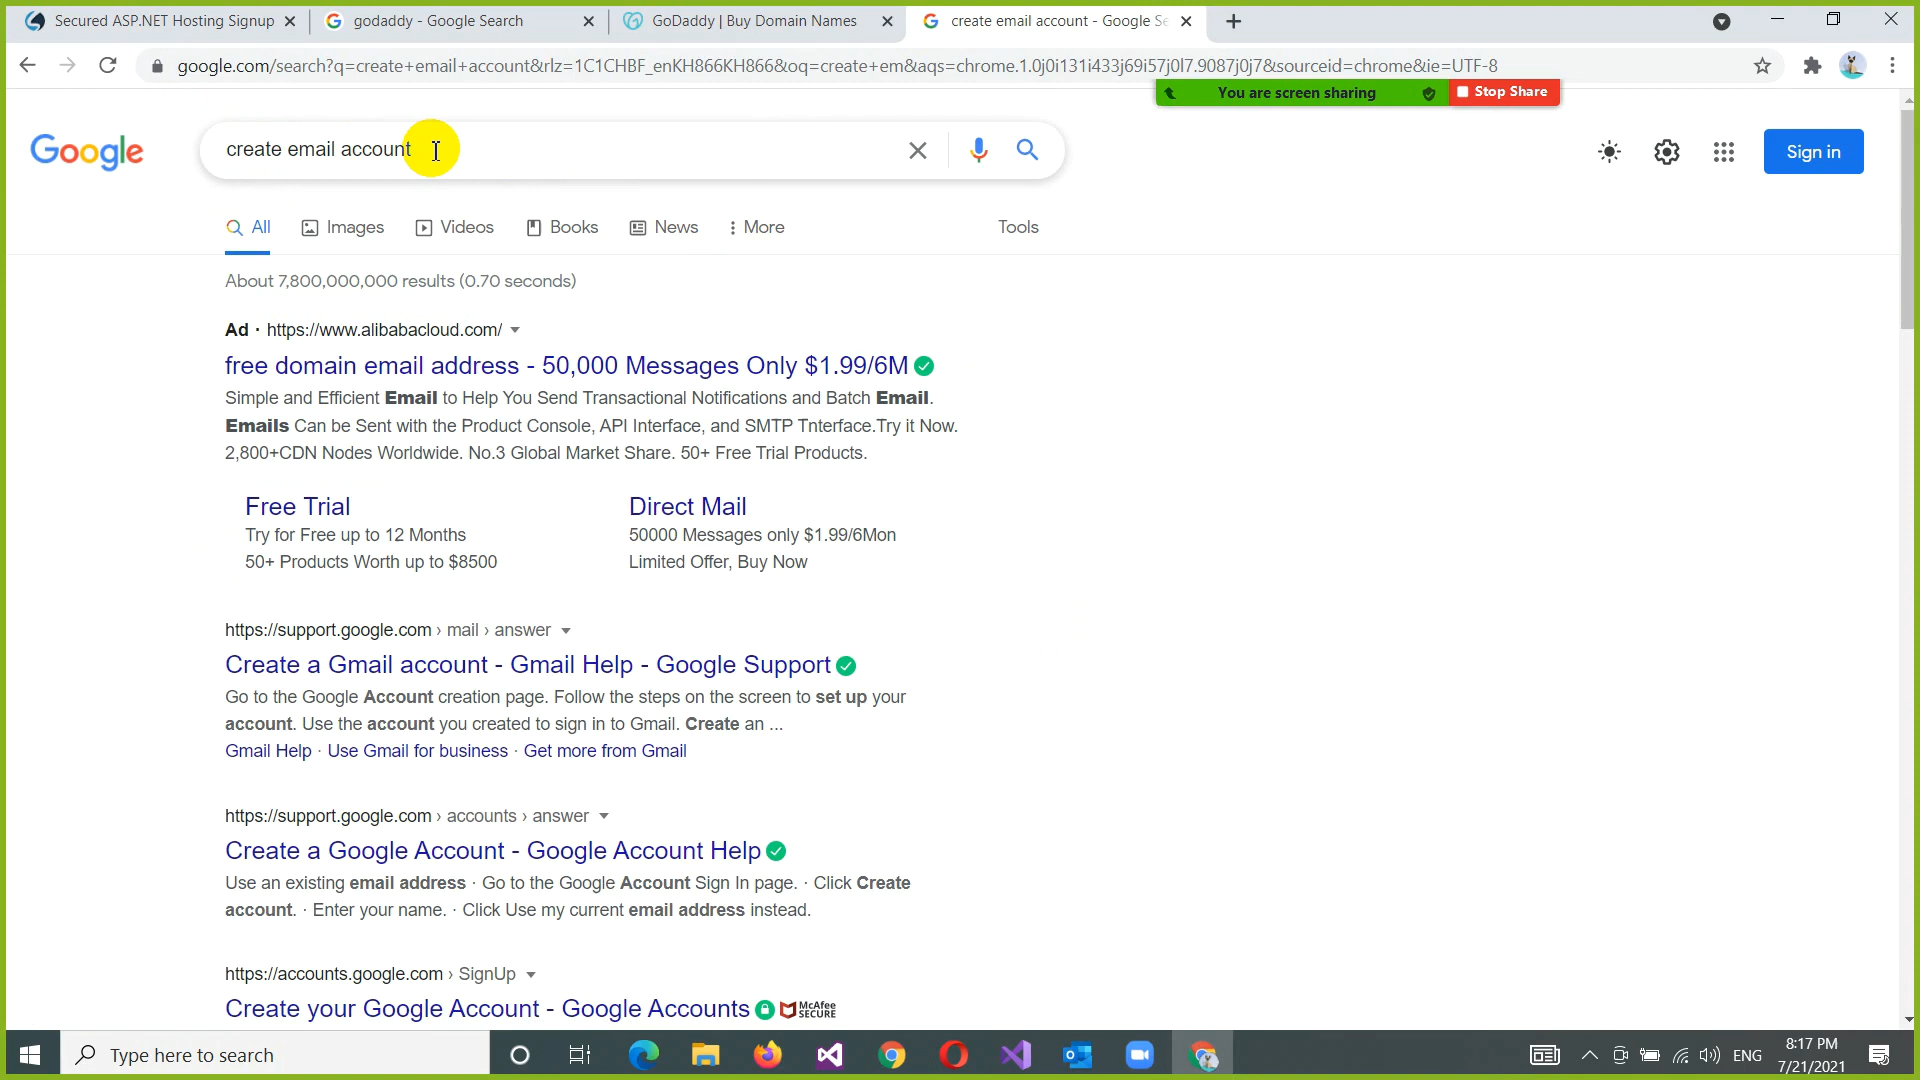 Secured ASP.NET Hosting Signup
godaddy - Google Search
GoDaddy | Buy Domain Names
create email account - Google Se
google.com/search?q=create+email+account&rlz=1C1CHBF_enKH866KH866&oq=create+em&aqs=chrome.1.0j0i131i433j69i57j0l7.9087j0j7&sourceid=chrome&ie=UTF-8
You are screen sharing
Stop Share
Google
create email account
Sign in
All
Images
Videos
Books
News
More
Tools
About 7,800,000,000 results (0.70 seconds)
Ad · https://www.alibabacloud.com/
free domain email address - 50,000 Messages Only $1.99/6M
Simple and Efficient Email to Help You Send Transactional Notifications and Batch Email.
Emails Can be Sent with the Product Console, API Interface, and SMTP Tnterface.Try it Now.
2,800+CDN Nodes Worldwide. No.3 Global Market Share. 50+ Free Trial Products.
Free Trial
Try for Free up to 12 Months
50+ Products Worth up to $8500
Direct Mail
50000 Messages only $1.99/6Mon
Limited Offer, Buy Now
https://support.google.com › mail › answer
Create a Gmail account - Gmail Help - Google Support
Go to the Google Account creation page. Follow the steps on the screen to set up your
account. Use the account you created to sign in to Gmail. Create an ...
Gmail Help · Use Gmail for business · Get more from Gmail
https://support.google.com › accounts › answer
Create a Google Account - Google Account Help
Use an existing email address · Go to the Google Account Sign In page. · Click Create
account. · Enter your name. · Click Use my current email address instead.
https://accounts.google.com › SignUp
Create your Google Account - Google Accounts
McAfee
SECURE
Type here to search
ENG
8:17 PM
7/21/2021